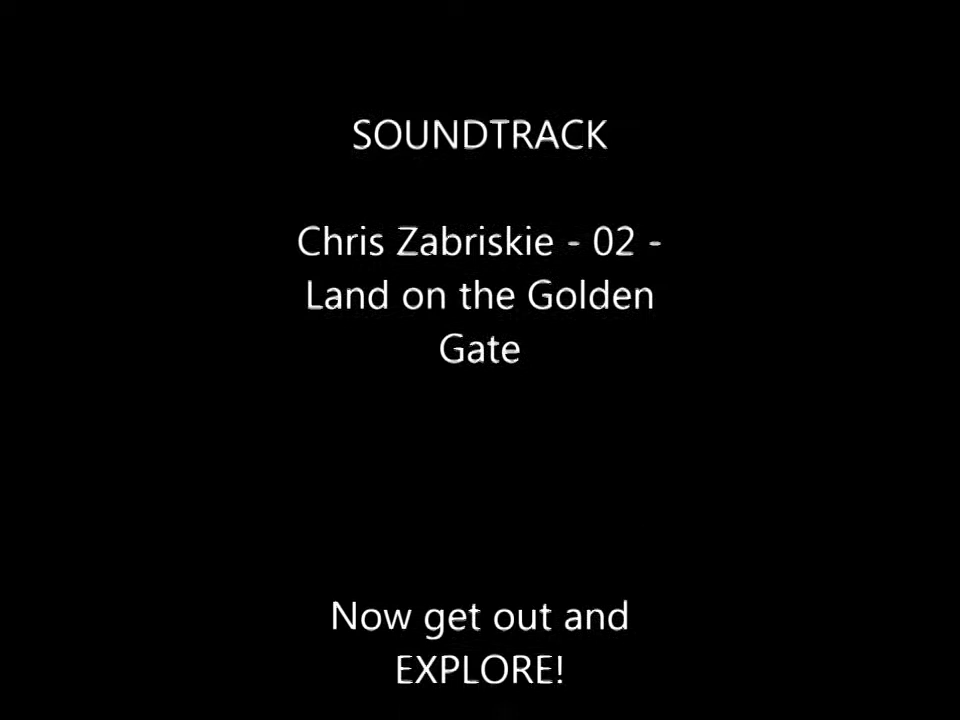 SOUNDTRACK
Chris Zabriskie - 02 -
Land on the Golden
Gate
Now get out and
EXPLORE!